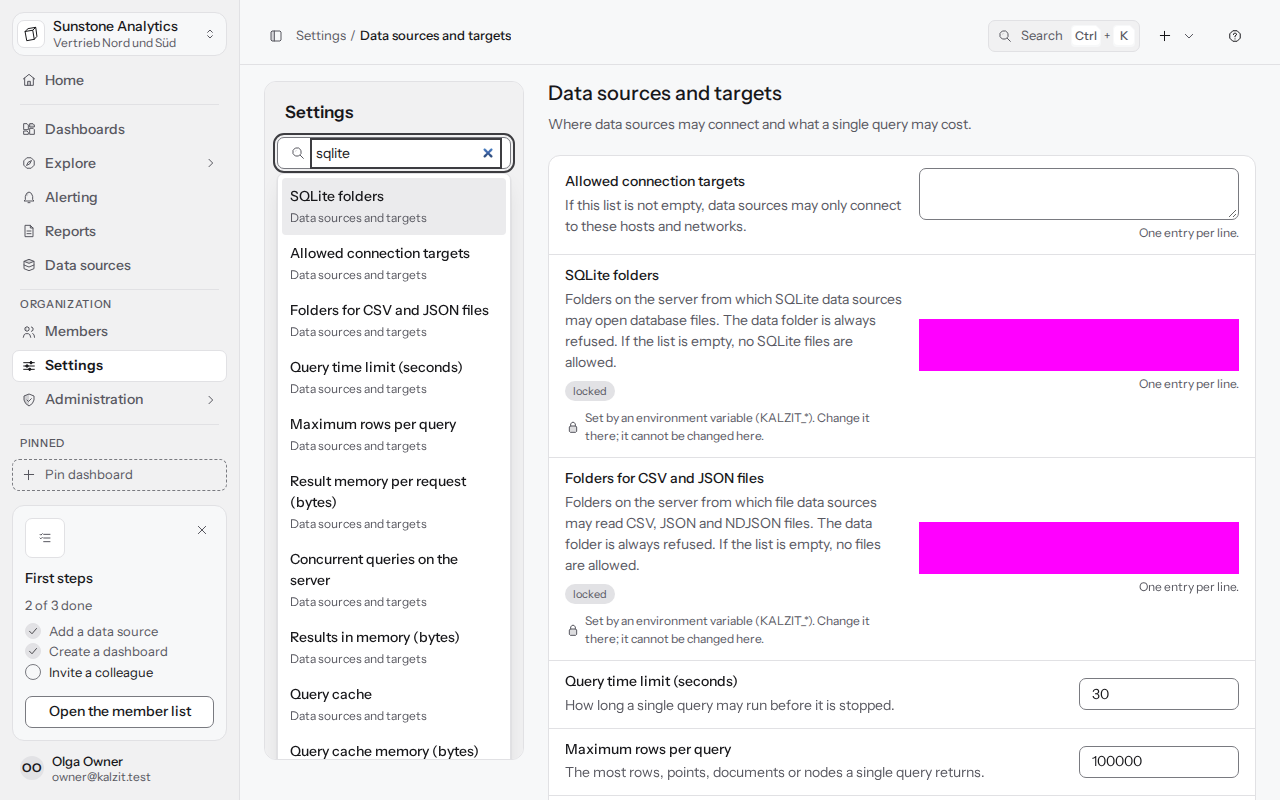 Sunstone Analytics
Vertrieb Nord und Süd
Home
Dashboards
Explore
Alerting
Reports
Data sources
ORGANIZATION
Members
Settings
Administration
PINNED
Pin dashboard
First steps
2 of 3 done
Add a data source
Create a dashboard
Invite a colleague
Open the member list
OO
Olga Owner
owner@kalzit.test
Settings / Data sources and targets
Search Ctrl + K
Settings
sqlite
SQLite folders
Data sources and targets
Allowed connection targets
Data sources and targets
Folders for CSV and JSON files
Data sources and targets
Query time limit (seconds)
Data sources and targets
Maximum rows per query
Data sources and targets
Result memory per request
(bytes)
Data sources and targets
Concurrent queries on the
server
Data sources and targets
Results in memory (bytes)
Data sources and targets
Query cache
Data sources and targets
Query cache memory (bytes)
Data sources and targets
Where data sources may connect and what a single query may cost.
Allowed connection targets
If this list is not empty, data sources may only connect
to these hosts and networks.
One entry per line.
SQLite folders
Folders on the server from which SQLite data sources
may open database files. The data folder is always
refused. If the list is empty, no SQLite files are
allowed.
One entry per line.
locked
Set by an environment variable (KALZIT_*). Change it
there; it cannot be changed here.
Folders for CSV and JSON files
Folders on the server from which file data sources
may read CSV, JSON and NDJSON files. The data
folder is always refused. If the list is empty, no files
are allowed.
One entry per line.
locked
Set by an environment variable (KALZIT_*). Change it
there; it cannot be changed here.
Query time limit (seconds)
How long a single query may run before it is stopped.
30
Maximum rows per query
The most rows, points, documents or nodes a single query returns.
100000